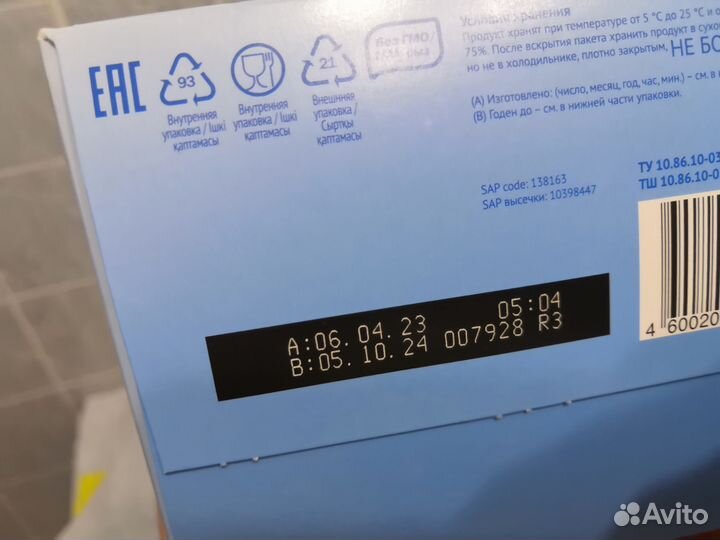 Условия хранения
Продукт хранят при температуре от 5 °С до 25 °С и о
75%. После вскрытия пакета хранить продукт в сухо
но не в холодильнике, плотно закрытым. НЕ БО
(А) Изготовлено: (число, месяц, год, час, мин.) – см. в
(В) Годен до – см. в нижней части упаковки.
EAC
93
21
Без ГМО
Внутренняя
упаковка / Ішкі
қаптамасы
Внутренняя
упаковка / Ішкі
қаптамасы
Внешняя
упаковка /
Сыртқы
қаптамасы
ТУ 10.86.10-03
ТШ 10.86.10-0
SAP code: 138163
SAP высечки: 10398447
A:06.04.23 05:04
B:05.10.24 007928 R3
4 60020
Avito